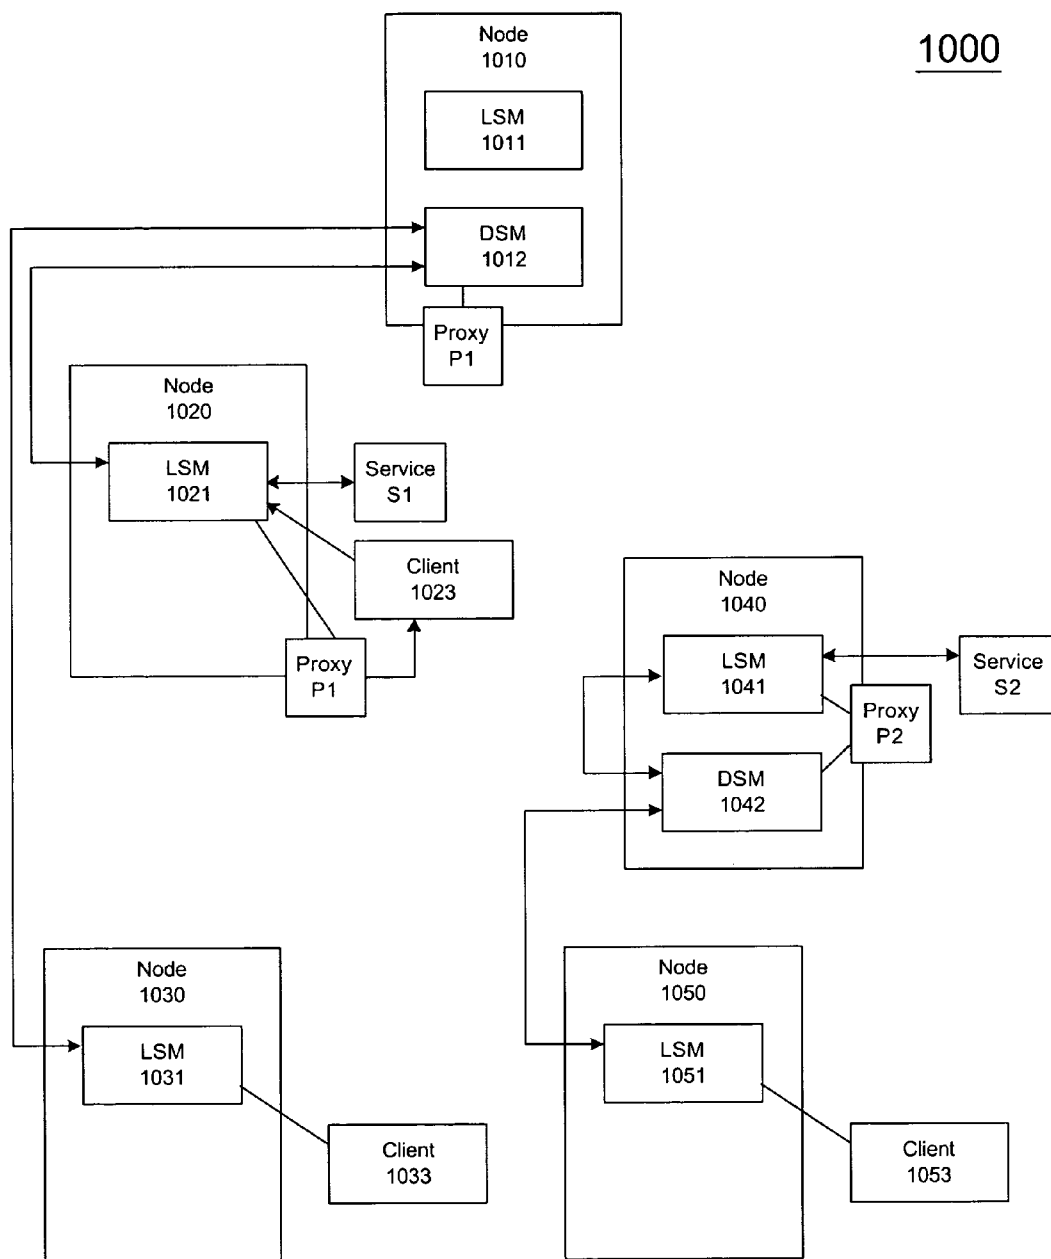 1000
Node
1010
LSM
1011
DSM
1012
Proxy
P1
Node
1020
LSM
1021
Service
S1
Client
1023
Proxy
P1
Node
1040
LSM
1041
Service
S2
Proxy
P2
DSM
1042
Node
1030
LSM
1031
Client
1033
Node
1050
LSM
1051
Client
1053